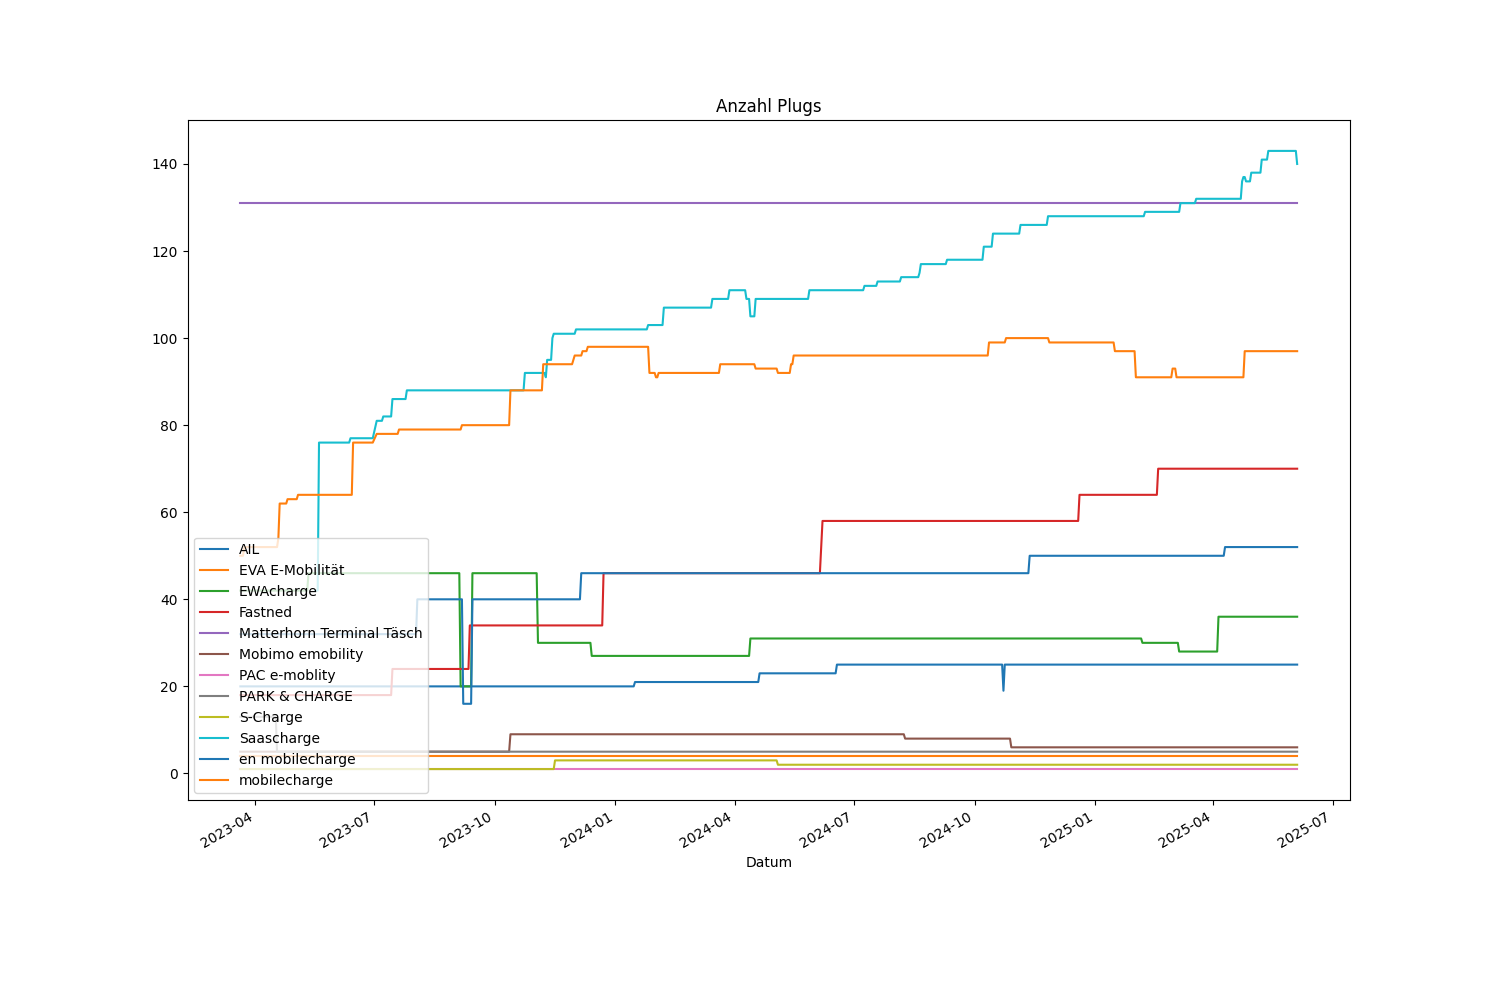 Anzahl Plugs
140
120
100
80
60
40
20
0
AIL
EVA E-Mobilität
EWAcharge
Fastned
Matterhorn Terminal Täsch
Mobimo emobility
PAC e-moblity
PARK & CHARGE
S-Charge
Saascharge
en mobilecharge
mobilecharge
2023-04
2023-07
2023-10
2024-01
2024-04
2024-07
2024-10
2025-01
2025-04
2025-07
Datum